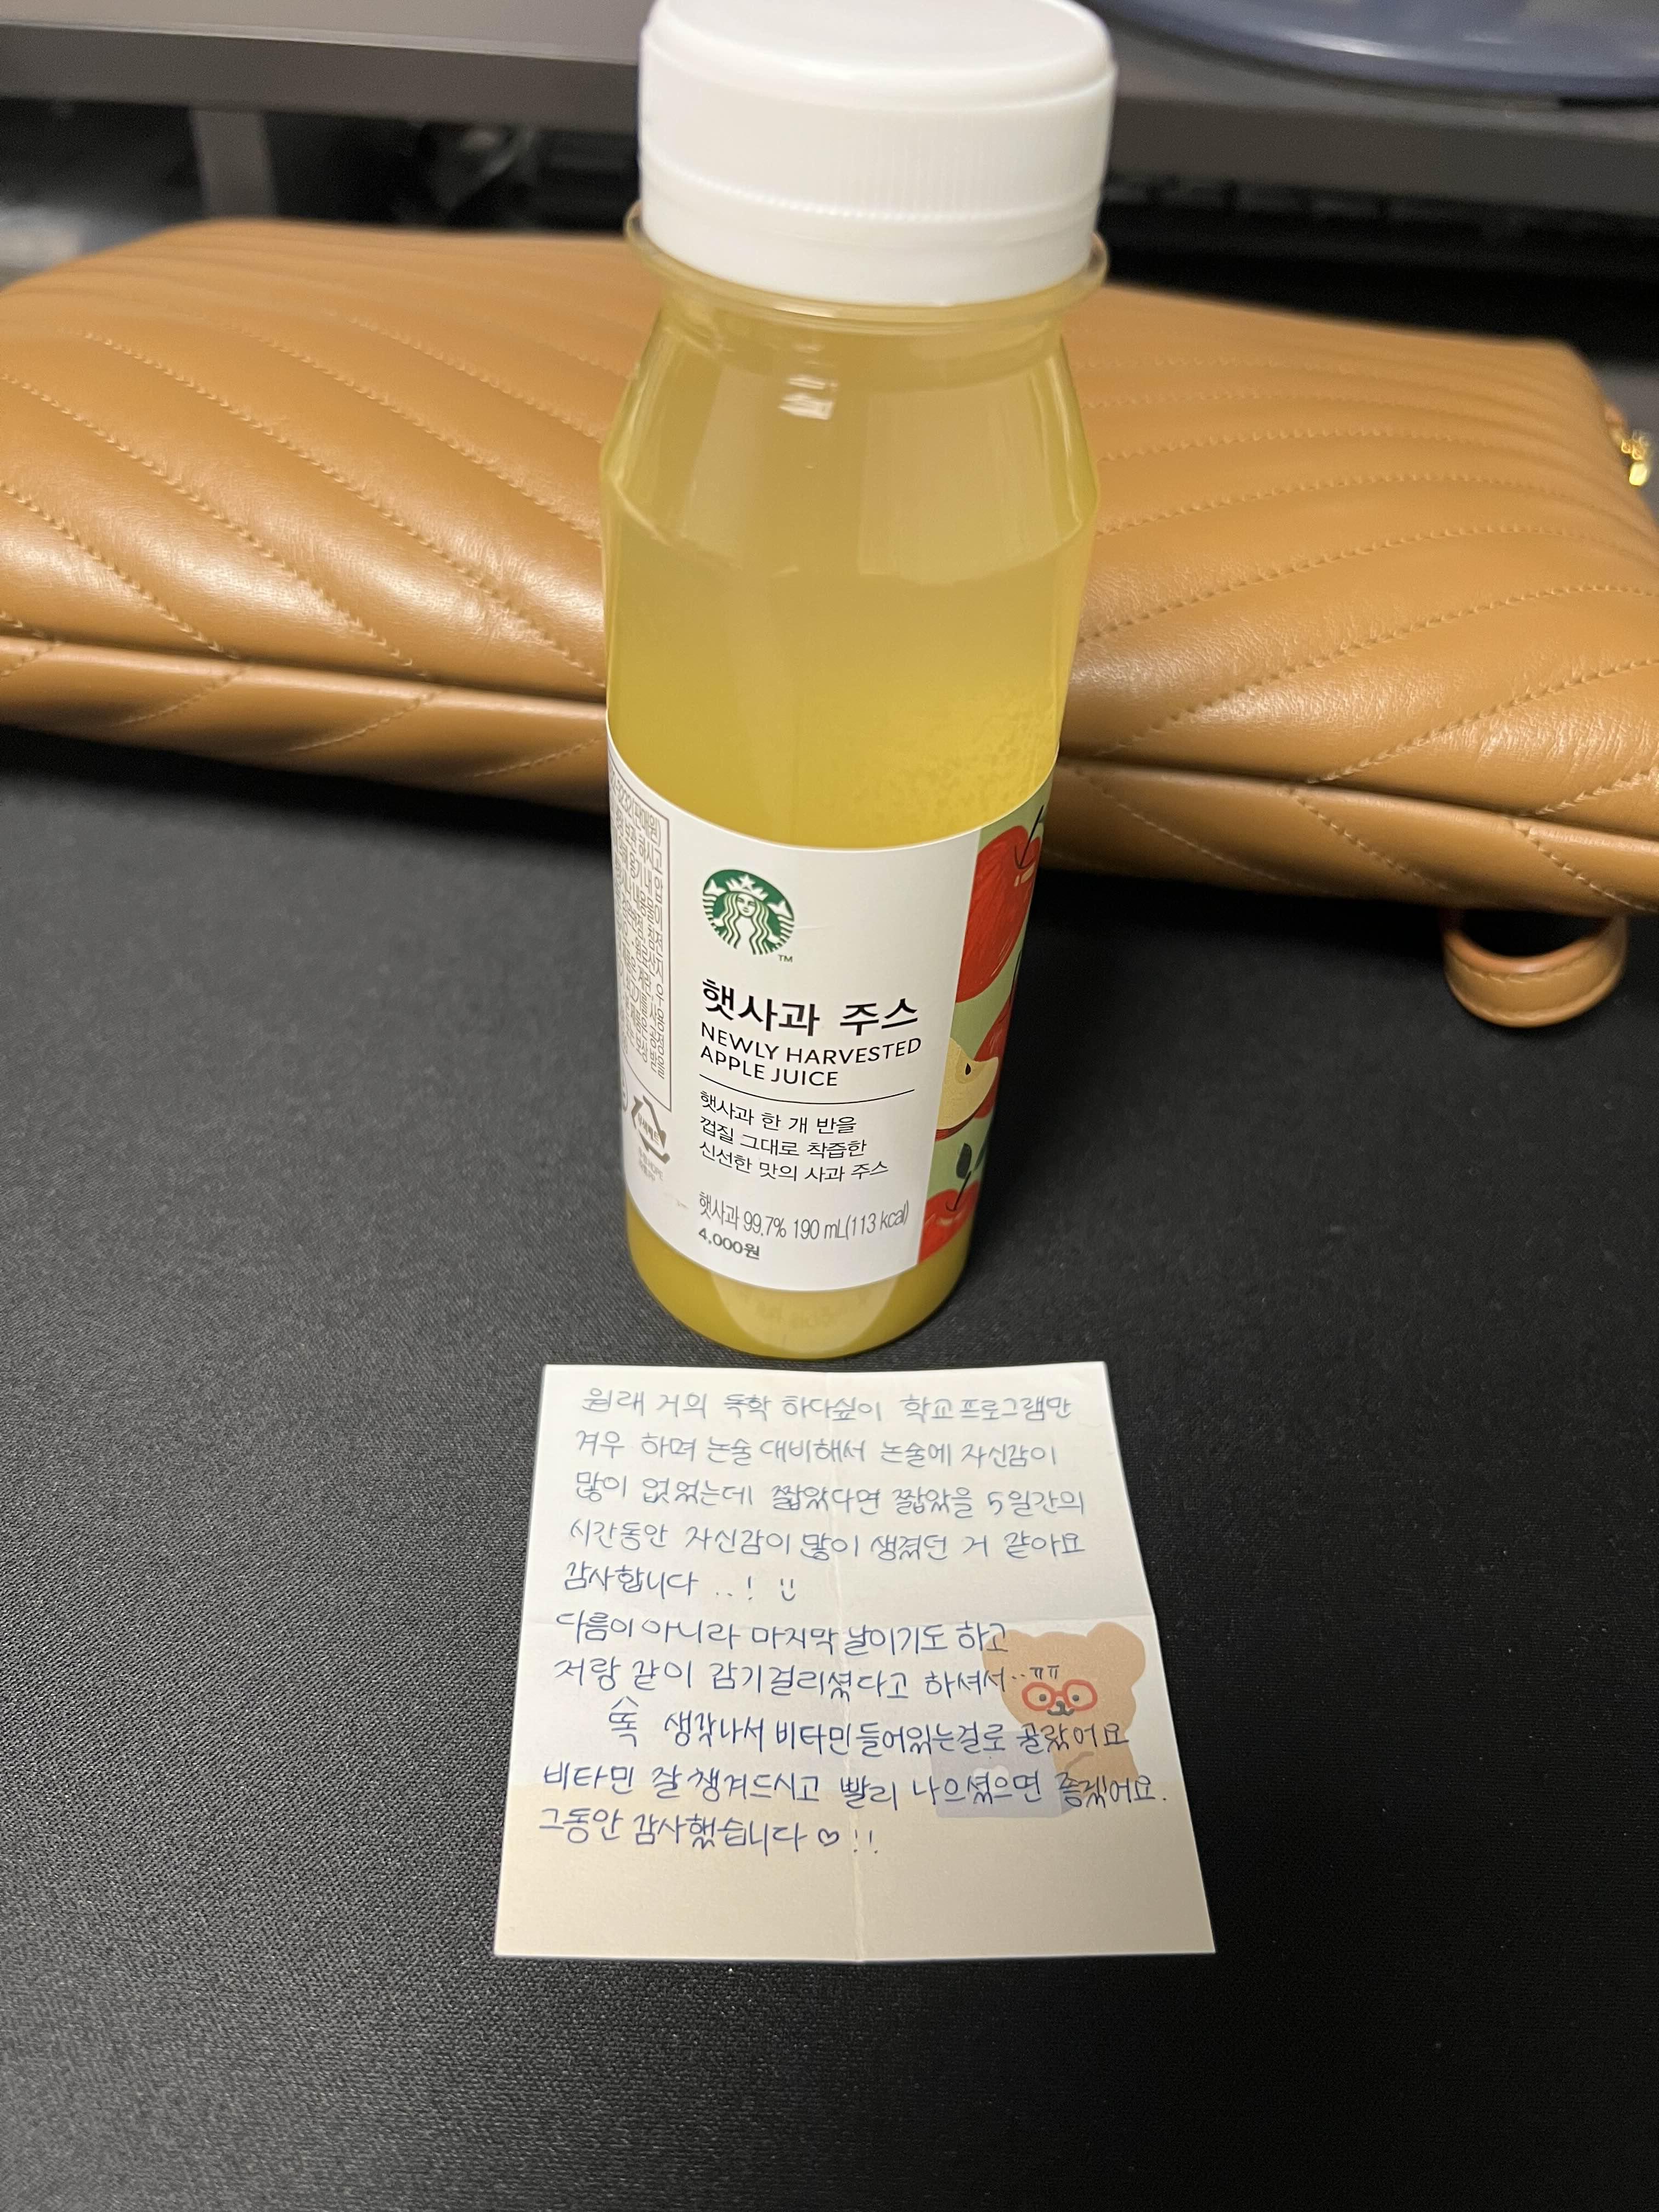 햇사과 주스
NEWLY HARVESTED
APPLE JUICE
햇사과 한 개 반을
껍질 그대로 착즙한
신선한 맛의 사과 주스
햇사과 99.7% 190 mL(113 kcal)
4,000원
TM
원래 거의 독학 하다싶이 학교프로그램만
겨우 하며 논술대비해서 논술에 자신감이
많이 없었는데 짧았다면 짧았을 5일간의
시간동안 자신감이 많이 생겼던 거 같아요
감사합니다 ..!
다름이 아니라 마지막 날이기도 하고
저랑 같이 감기걸리셨다고 하셔서..ㅠㅠ
똑 생각나서 비타민들어있는걸로 골랐어요
비타민 잘 챙겨드시고 빨리 나으셨으면 좋겠어요.
그동안 감사했습니다 ♡!!